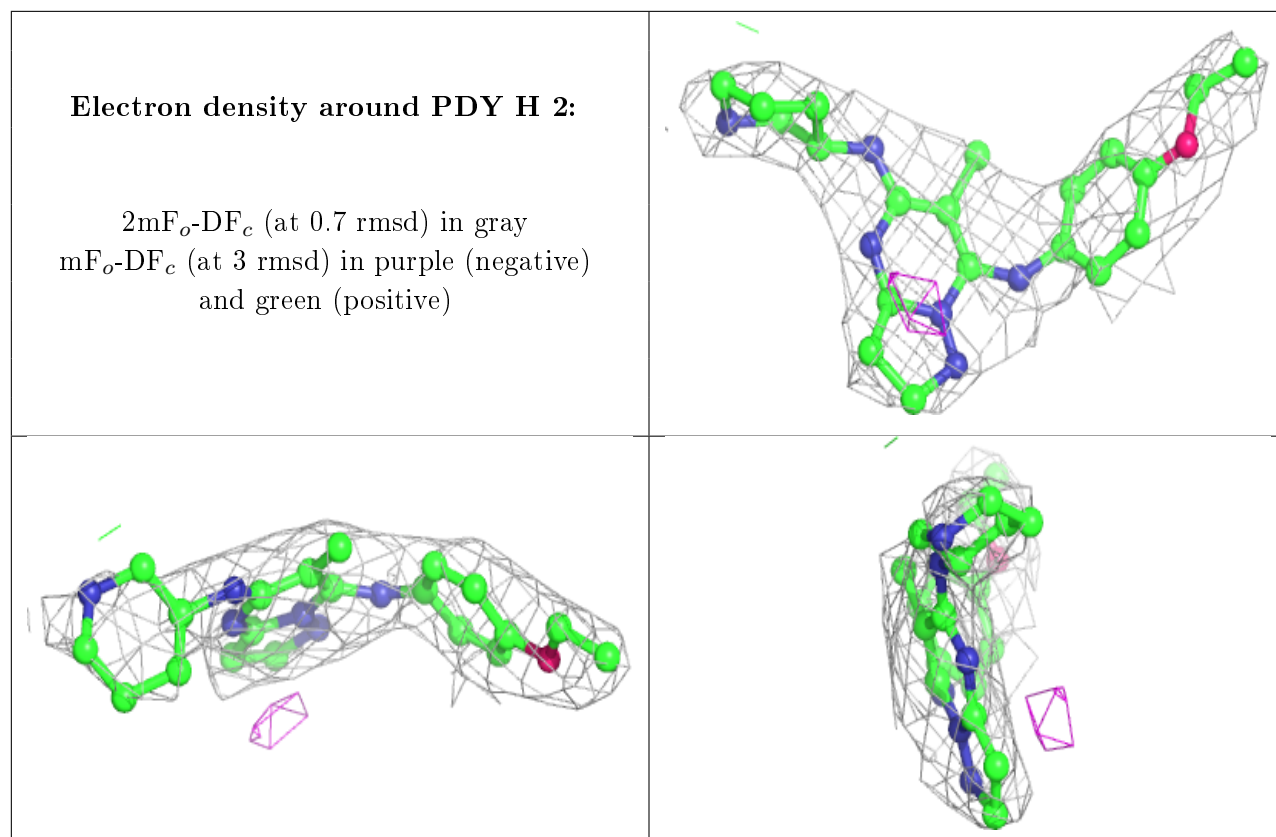 Electron density around PDY H 2:
2mFₒ-DF𝒸 (at 0.7 rmsd) in gray
mFₒ-DF𝒸 (at 3 rmsd) in purple (negative)
and green (positive)